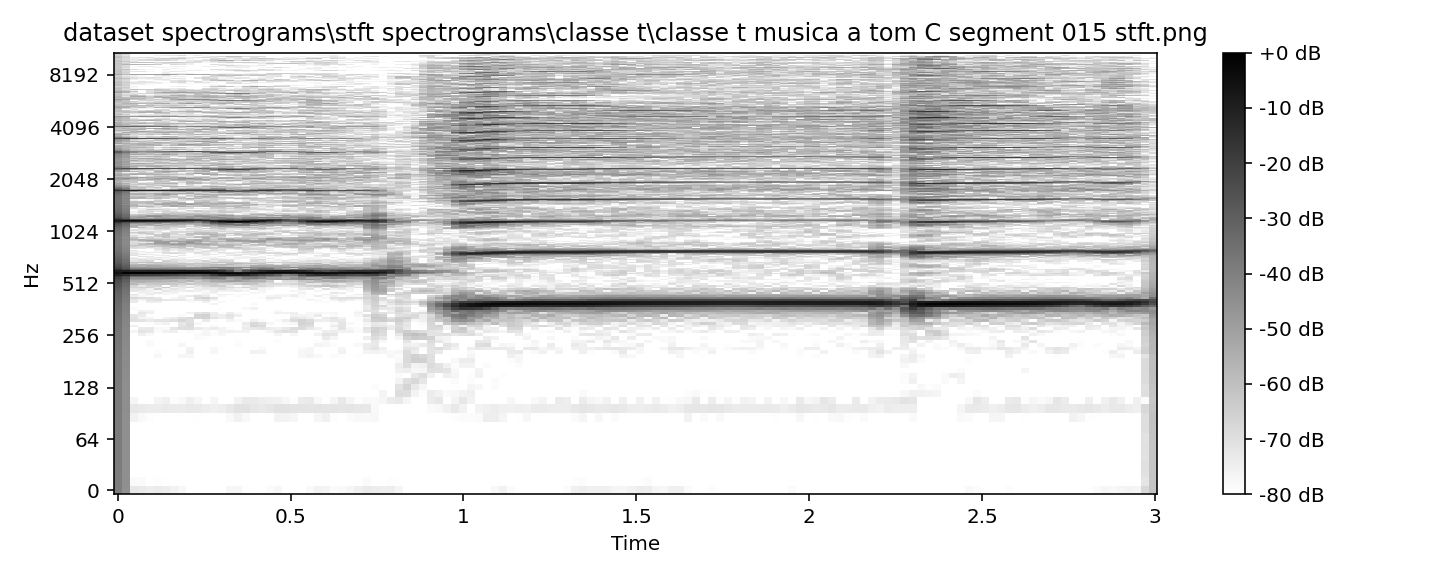 dataset spectrograms\stft spectrograms\classe t\classe t musica a tom C segment 015 stft.png
8192
4096
2048
1024
512
256
128
64
0
Hz
0
0.5
1
1.5
2
2.5
3
Time
+0 dB
-10 dB
-20 dB
-30 dB
-40 dB
-50 dB
-60 dB
-70 dB
-80 dB